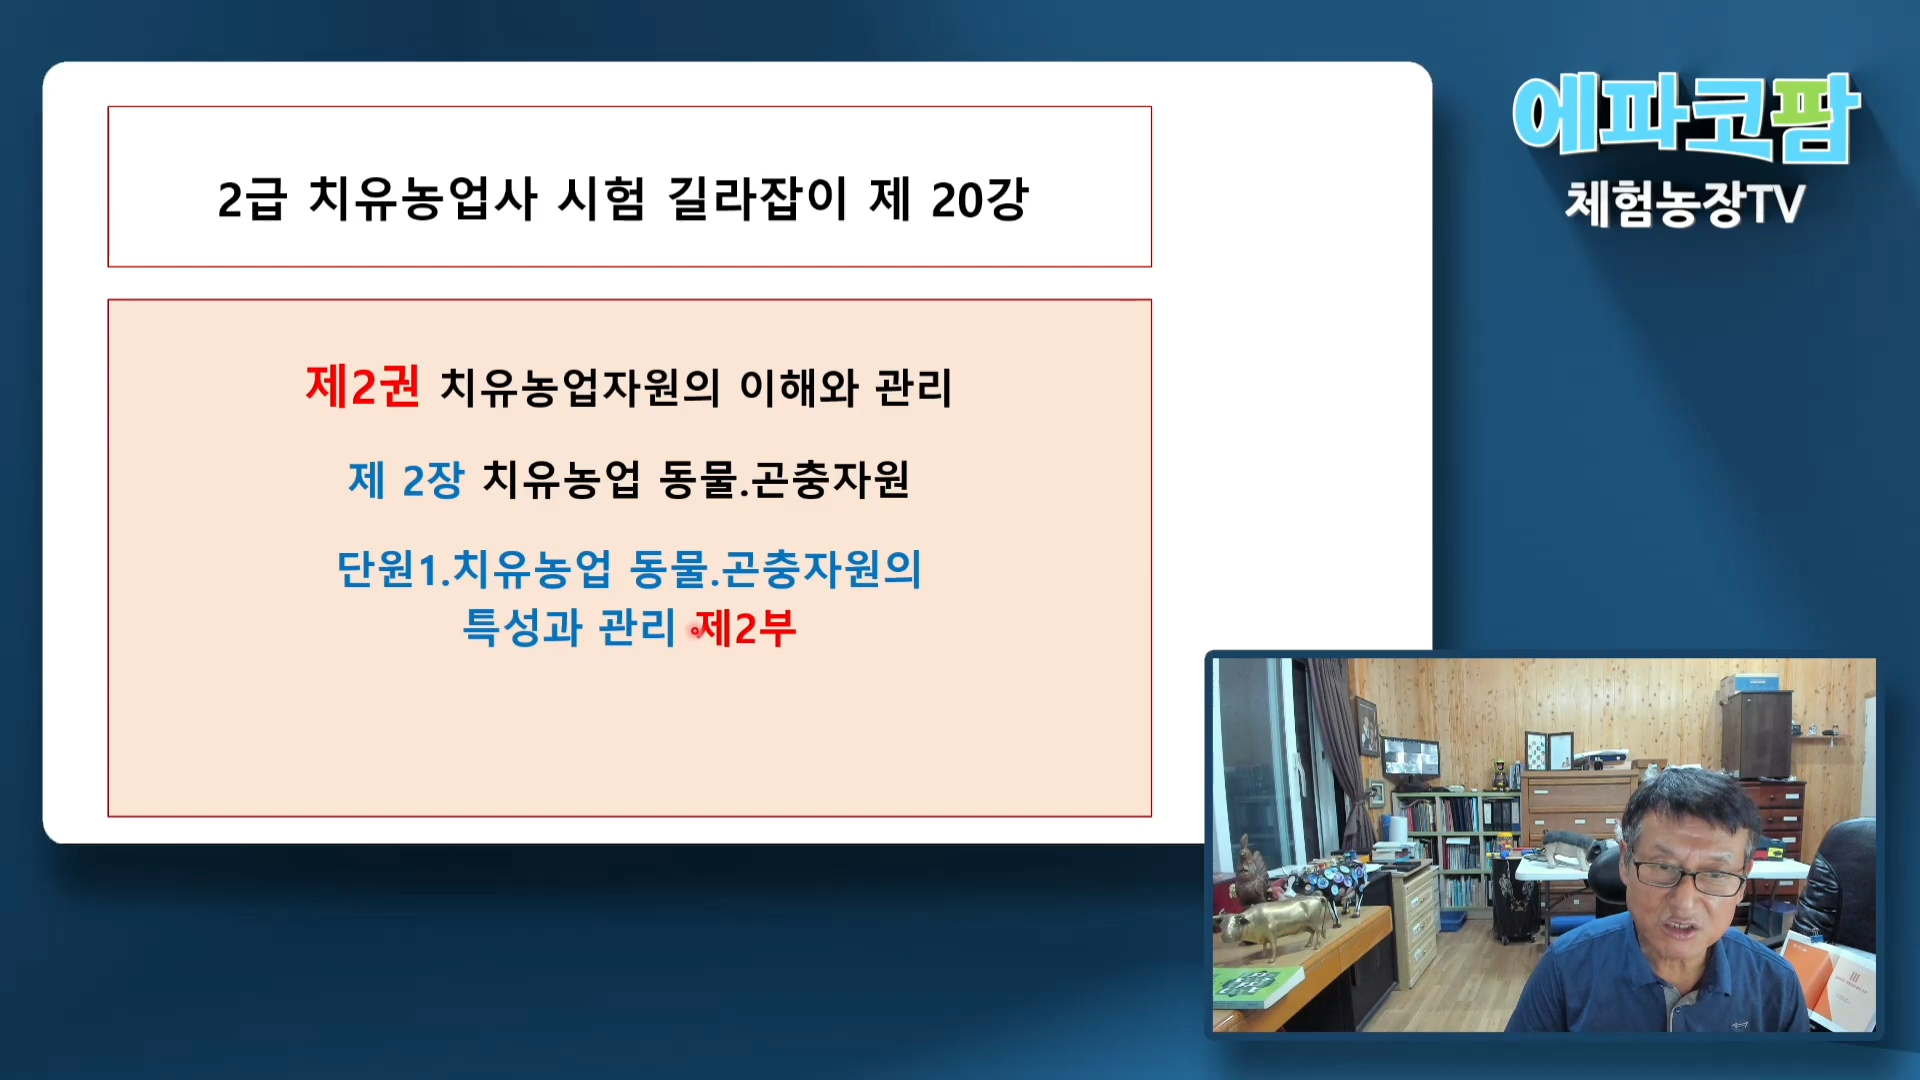 2급 치유농업사 시험 길라잡이 제 20강
제2권 치유농업자원의 이해와 관리
제 2장 치유농업 동물.곤충자원
단원1.치유농업 동물.곤충자원의
특성과 관리 제2부
에파코팜
체험농장TV